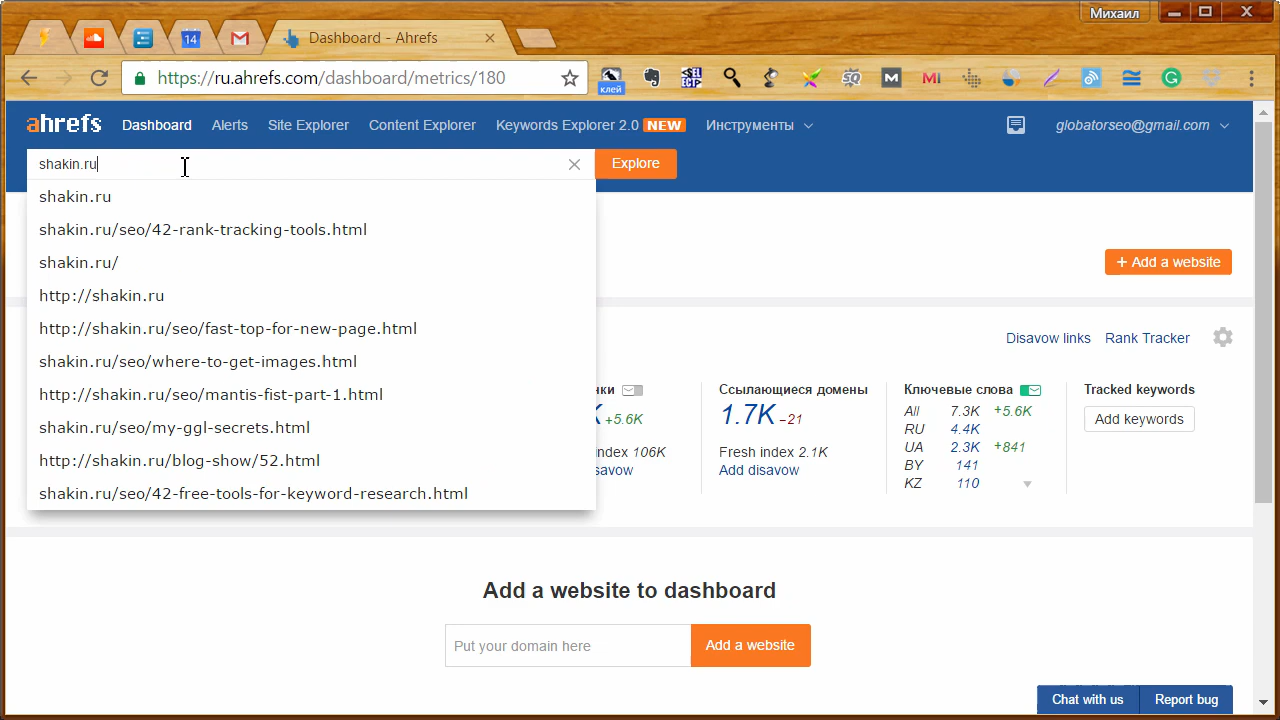 Михаил
14
Dashboard - Ahrefs
https://ru.ahrefs.com/dashboard/metrics/180
клей
SELECT
SQ
M
MI
G
ahrefs Dashboard Alerts Site Explorer Content Explorer Keywords Explorer 2.0 NEW Инструменты globatorseo@gmail.com
shakin.ru Explore
shakin.ru
shakin.ru/seo/42-rank-tracking-tools.html
shakin.ru/
http://shakin.ru
http://shakin.ru/seo/fast-top-for-new-page.html
shakin.ru/seo/where-to-get-images.html
http://shakin.ru/seo/mantis-fist-part-1.html
shakin.ru/seo/my-ggl-secrets.html
http://shakin.ru/blog-show/52.html
shakin.ru/seo/42-free-tools-for-keyword-research.html
+ Add a website
Disavow links Rank Tracker
нки
K +5.6K
ndex 106K
savow
Ссылающиеся домены
1.7K -21
Fresh index 2.1K
Add disavow
Ключевые слова
All 7.3K +5.6K
RU 4.4K
UA 2.3K +841
BY 141
KZ 110
Tracked keywords
Add keywords
Add a website to dashboard
Put your domain here Add a website
Chat with us Report bug